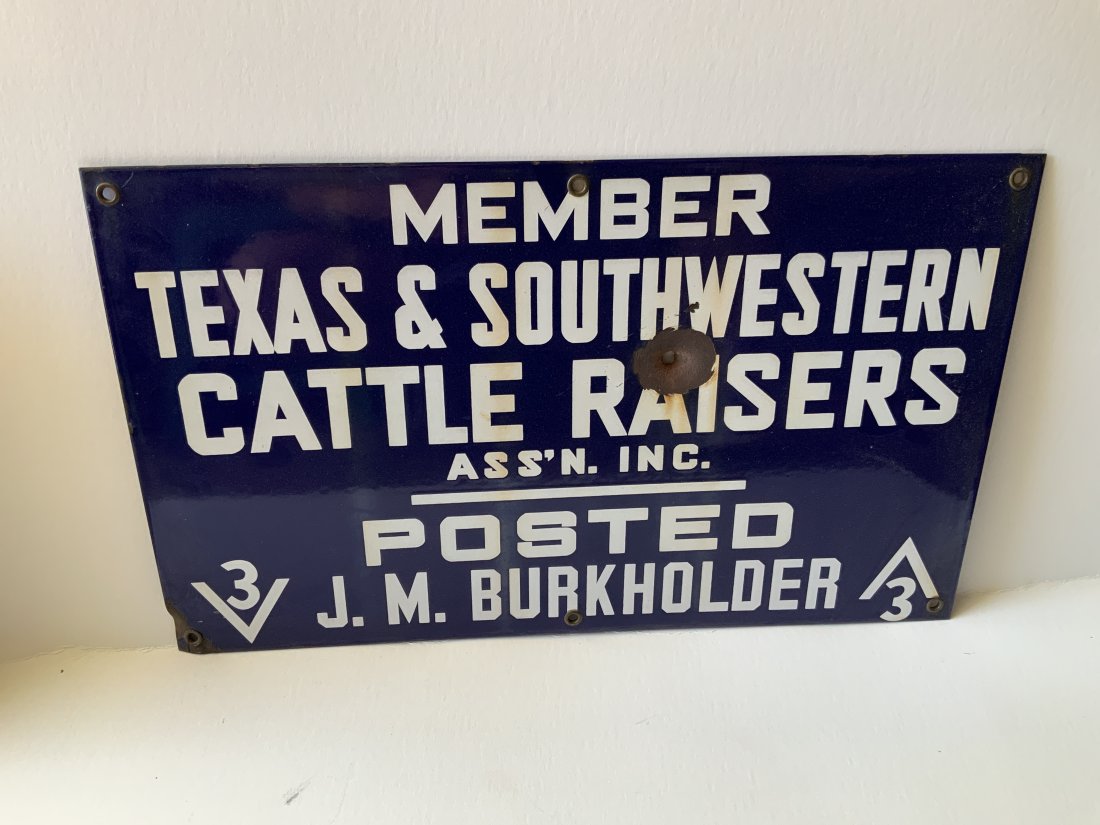 MEMBER
TEXAS & SOUTHWESTERN
CATTLE RAISERS
ASS'N. INC.
POSTED
3 J. M. BURKHOLDER 3